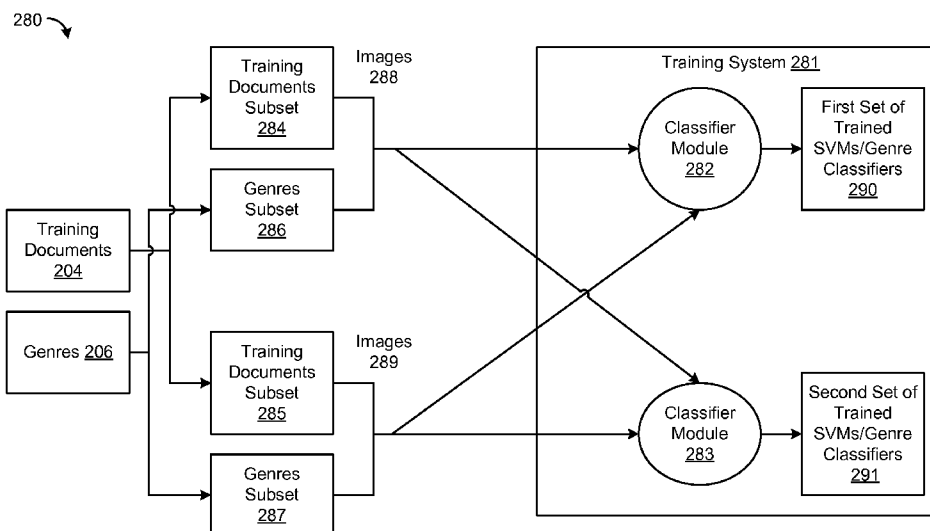 280
Training
Documents
Subset
284
Images
288
Training System 281
Classifier
Module
282
First Set of
Trained
SVMs/Genre
Classifiers
290
Genres
Subset
286
Training
Documents
204
Genres 206
Training
Documents
Subset
285
Images
289
Classifier
Module
283
Second Set of
Trained
SVMs/Genre
Classifiers
291
Genres
Subset
287